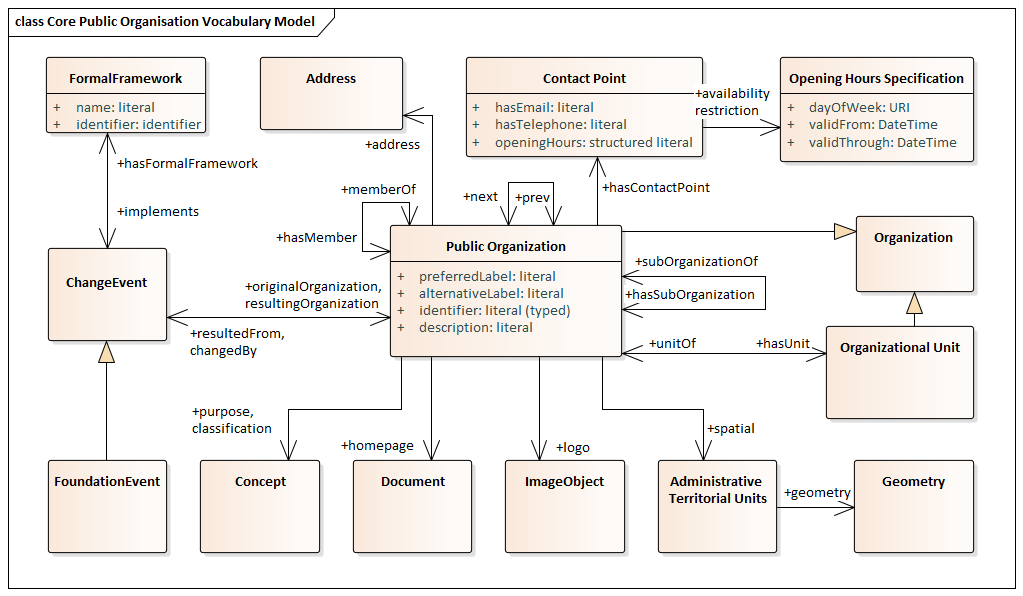 class Core Public Organisation Vocabulary Model
FormalFramework
+ name: literal
+ identifier: identifier
Address
Contact Point
+ hasEmail: literal
+ hasTelephone: literal
+ openingHours: structured literal
+availability
restriction
Opening Hours Specification
+ dayOfWeek: URI
+ validFrom: DateTime
+ validThrough: DateTime
+hasFormalFramework
+implements
+address
+memberOf
+hasMember
+next
+prev
+hasContactPoint
ChangeEvent
+originalOrganization,
resultingOrganization
+resultedFrom,
changedBy
Public Organization
+ preferredLabel: literal
+ alternativeLabel: literal
+ identifier: literal (typed)
+ description: literal
+subOrganizationOf
+hasSubOrganization
+unitOf
+hasUnit
Organization
Organizational Unit
+purpose,
classification
+homepage
+logo
+spatial
FoundationEvent
Concept
Document
ImageObject
Administrative
Territorial Units
+geometry
Geometry